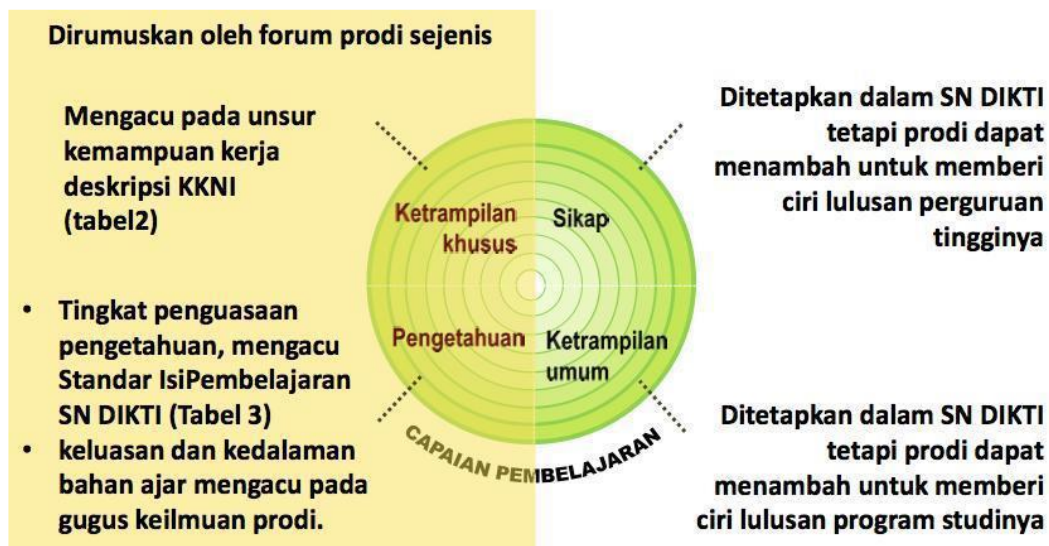 Dirumuskan oleh forum prodi sejenis
Mengacu pada unsur
kemampuan kerja
deskripsi KKNI
(tabel2)
• Tingkat penguasaan
pengetahuan, mengacu
Standar IsiPembelajaran
SN DIKTI (Tabel 3)
• keluasan dan kedalaman
bahan ajar mengacu pada
gugus keilmuan prodi.
Ketrampilan
khusus
Sikap
Pengetahuan
Ketrampilan
umum
CAPAIAN PEMBELAJARAN
Ditetapkan dalam SN DIKTI
tetapi prodi dapat
menambah untuk memberi
ciri lulusan perguruan
tingginya
Ditetapkan dalam SN DIKTI
tetapi prodi dapat
menambah untuk memberi
ciri lulusan program studinya